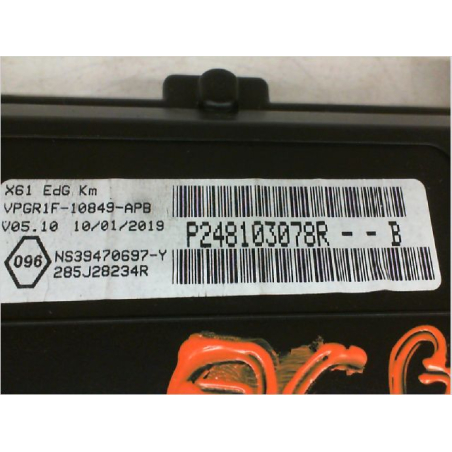 X61 EdG Km
VPGR1F-10849-APB
V05.10 10/01/2019
P248103078R - - B
096
NS39470697-Y
285J28234R